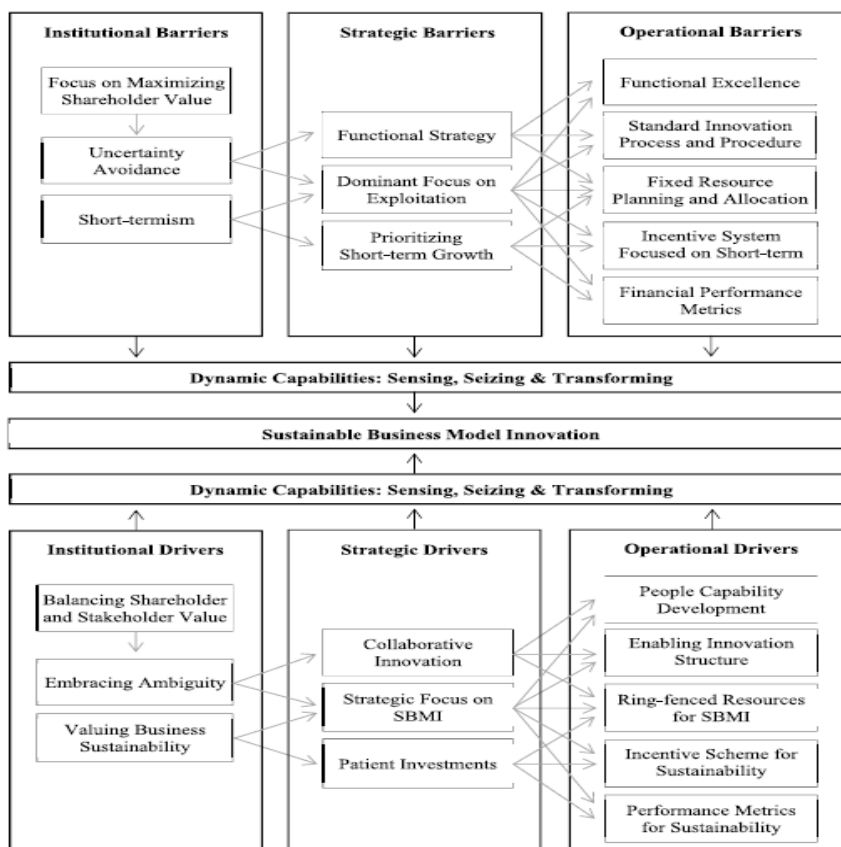 Institutional Barriers
Focus on Maximizing
Shareholder Value
Uncertainty
Avoidance
Short-termism
Strategic Barriers
Functional Strategy
Dominant Focus on
Exploitation
Prioritizing
Short-term Growth
Operational Barriers
Functional Excellence
Standard Innovation
Process and Procedure
Fixed Resource
Planning and Allocation
Incentive System
Focused on Short-term
Financial Performance
Metrics
Dynamic Capabilities: Sensing, Seizing & Transforming
Sustainable Business Model Innovation
Dynamic Capabilities: Sensing, Seizing & Transforming
Institutional Drivers
Balancing Shareholder
and Stakeholder Value
Embracing Ambiguity
Valuing Business
Sustainability
Strategic Drivers
Collaborative
Innovation
Strategic Focus on
SBMI
Patient Investments
Operational Drivers
People Capability
Development
Enabling Innovation
Structure
Ring-fenced Resources
for SBMI
Incentive Scheme for
Sustainability
Performance Metrics
for Sustainability